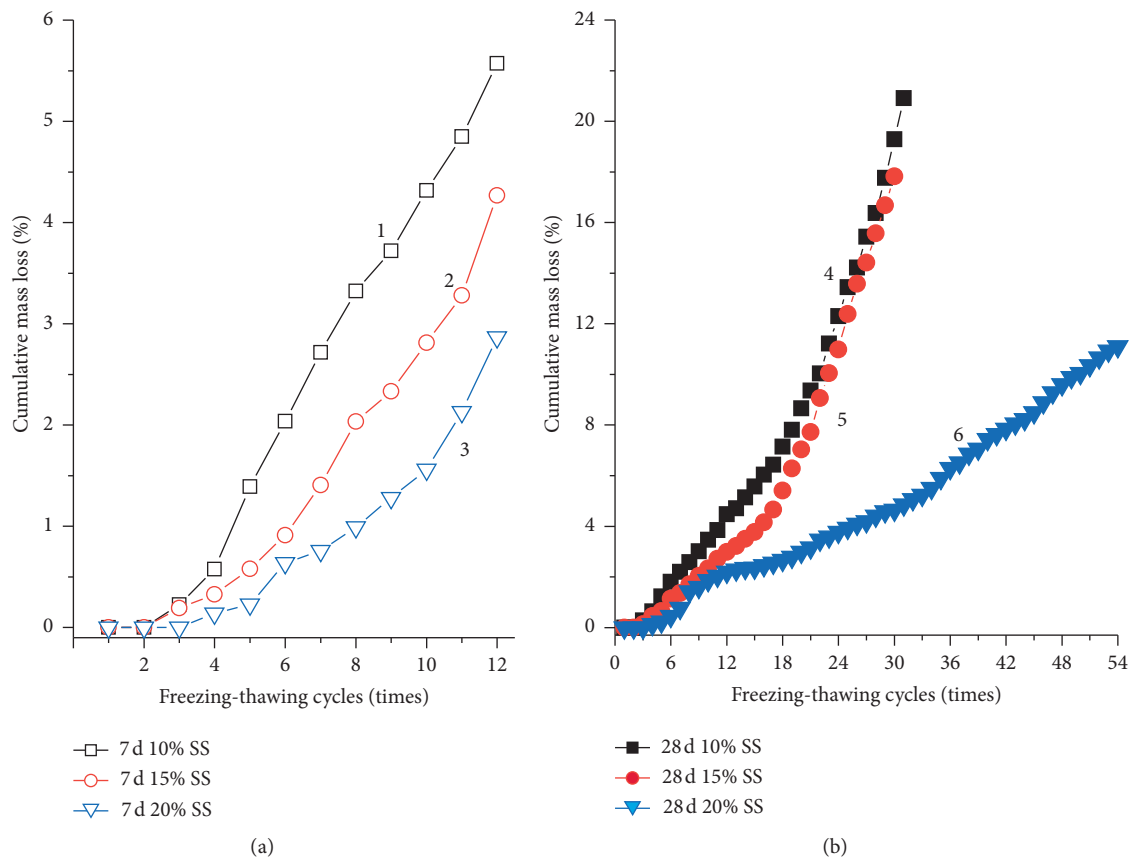 6
5
4
3
2
1
0
Cumulative mass loss (%)
1
2
3
2 4 6 8 10 12
Freezing-thawing cycles (times)
7 d 10% SS
7 d 15% SS
7 d 20% SS
(a)
24
20
16
12
8
4
0
Cumulative mass loss (%)
4
5
6
0 6 12 18 24 30 36 42 48 54
Freezing-thawing cycles (times)
28 d 10% SS
28 d 15% SS
28 d 20% SS
(b)